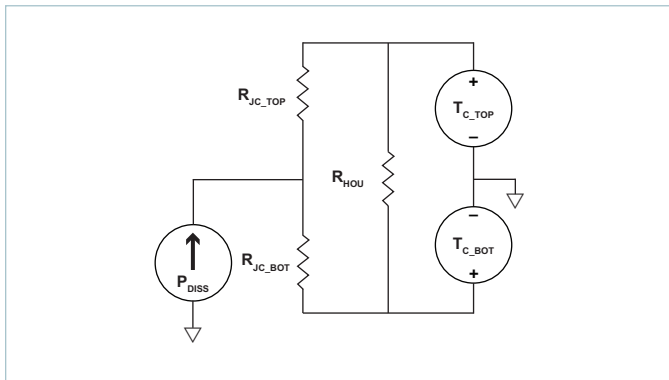 R_JC_TOP
+
T_C_TOP
–
R_HOU
–
T_C_BOT
+
R_JC_BOT
P_DISS